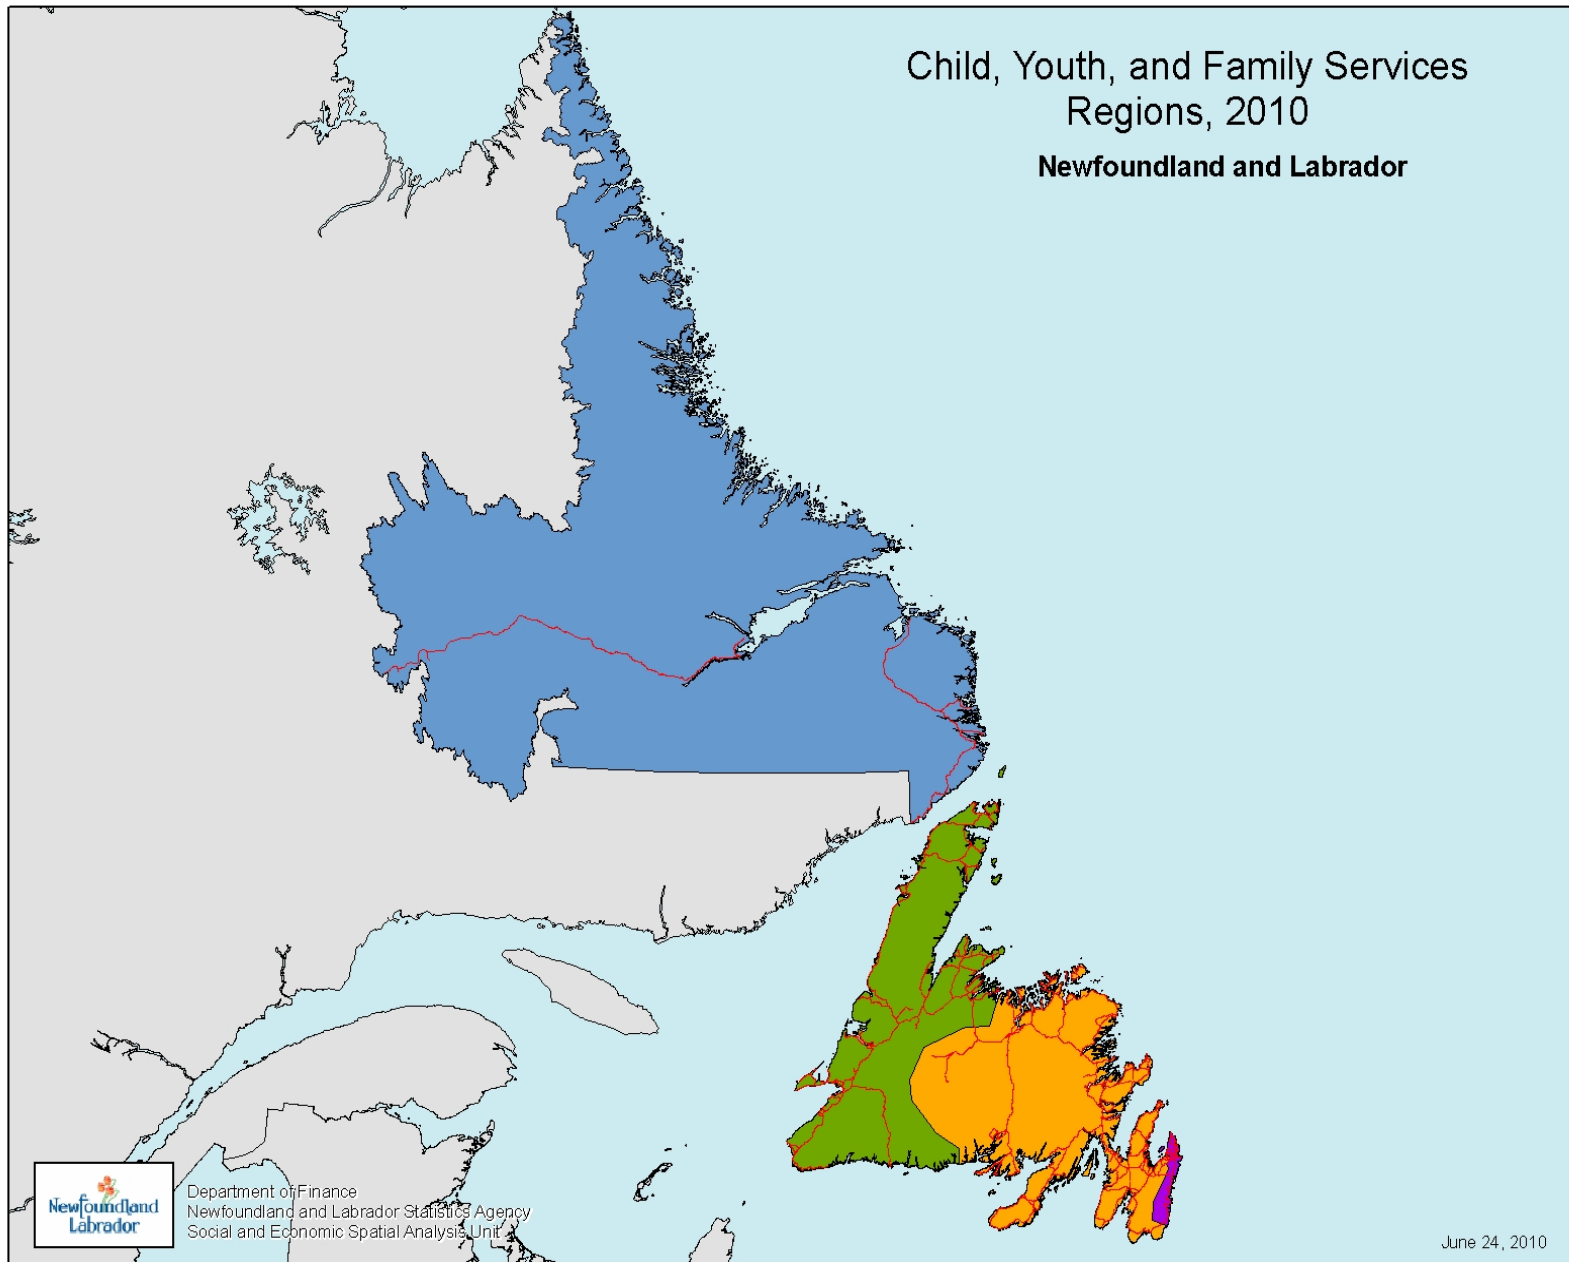 Child, Youth, and Family Services
Regions, 2010
Newfoundland and Labrador
Newfoundland
Labrador
Department of Finance
Newfoundland and Labrador Statistics Agency
Social and Economic Spatial Analysis Unit
June 24, 2010